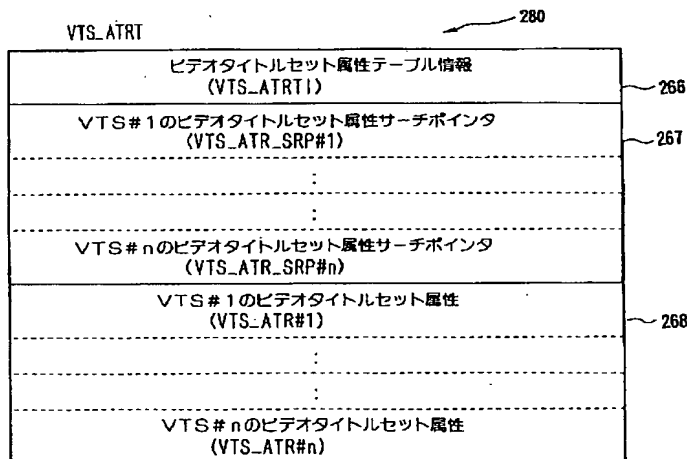 VTS_ATRT
280
ビデオタイトルセット属性テーブル情報
(VTS_ATRTI)
266
VTS#1のビデオタイトルセット属性サーチポインタ
(VTS_ATR_SRP#1)
267
:
:
VTS#nのビデオタイトルセット属性サーチポインタ
(VTS_ATR_SRP#n)
VTS#1のビデオタイトルセット属性
(VTS_ATR#1)
268
:
:
VTS#nのビデオタイトルセット属性
(VTS_ATR#n)